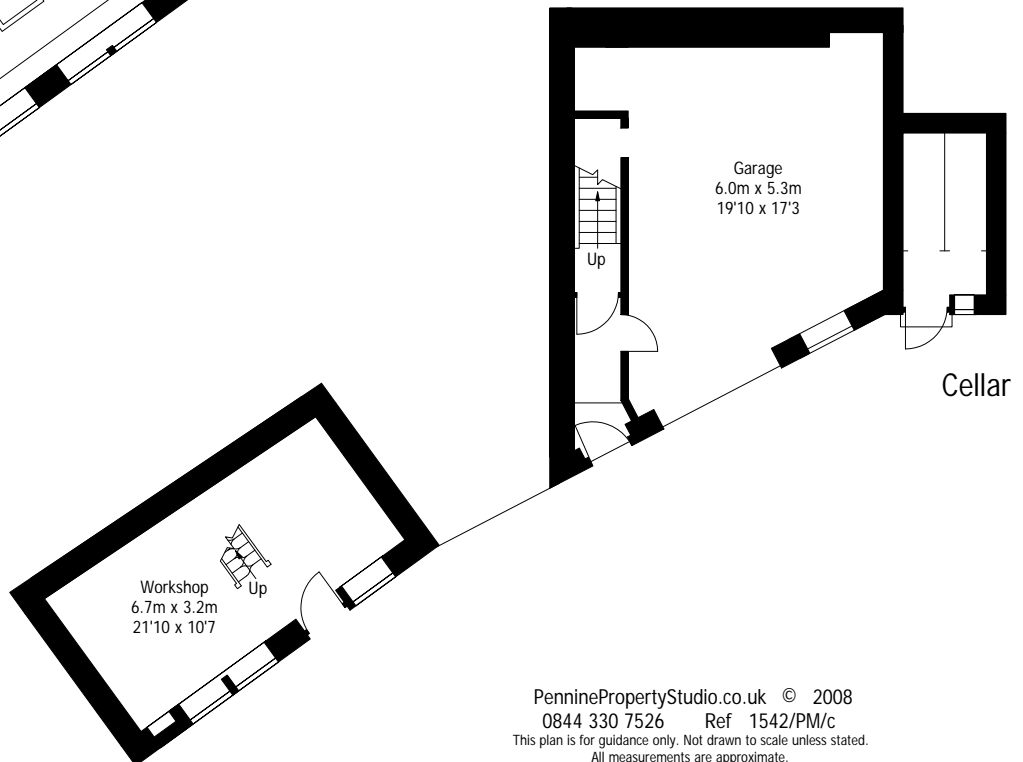 Garage
6.0m x 5.3m
19'10 x 17'3
Up
Cellar
Workshop
6.7m x 3.2m
21'10 x 10'7
Up
PenninePropertyStudio.co.uk © 2008
0844 330 7526 Ref 1542/PM/c
This plan is for guidance only. Not drawn to scale unless stated.
All measurements are approximate.